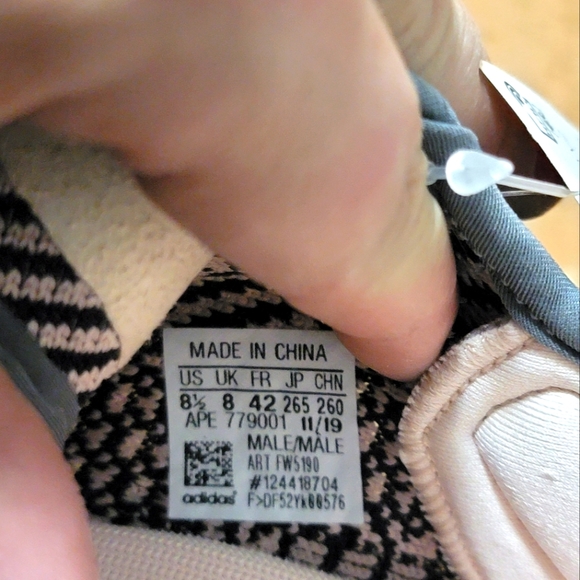 MADE IN CHINA
US UK FR JP CHN
8½ 8 42 265 260
APE 779001 11/19
MALE/MALE
ART FW5190
#124418704
adidas F>DF52Yk00576